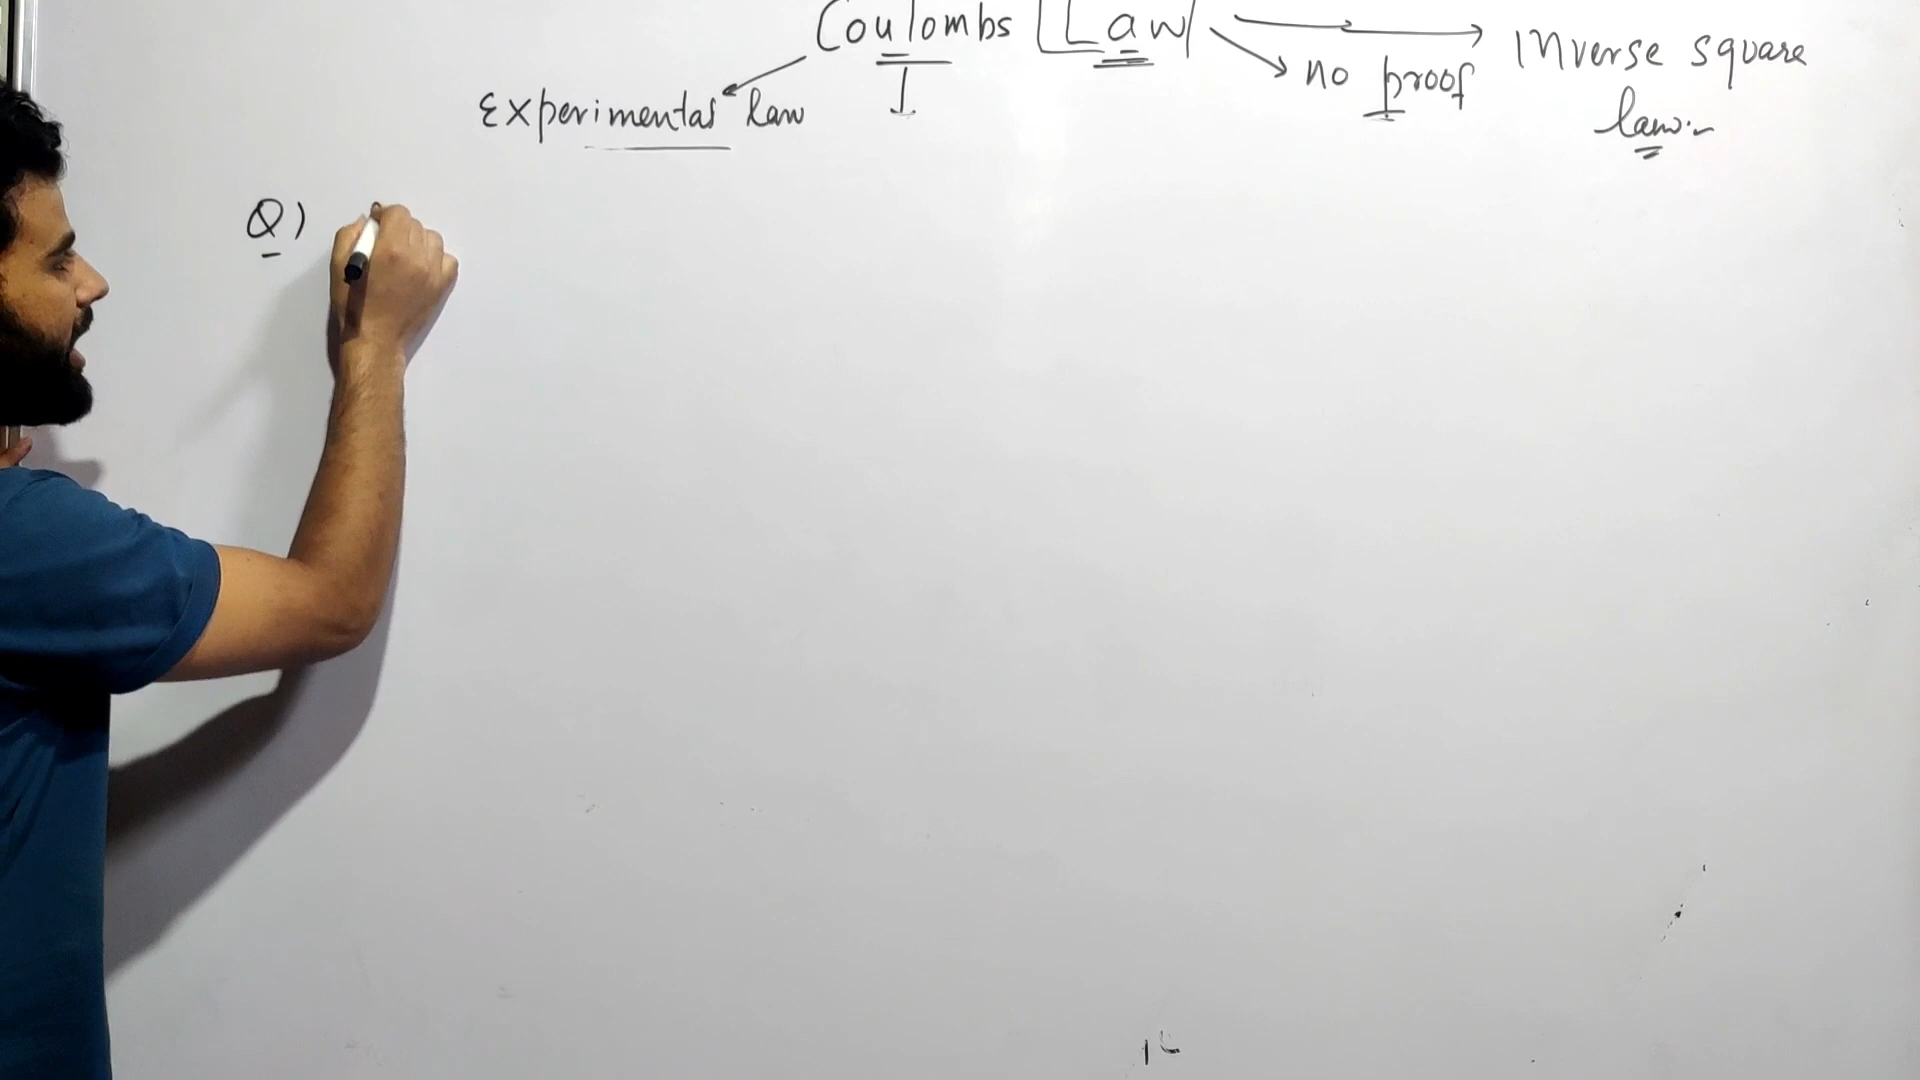 Coulombs Law
Inverse square
law
no proof
Experimental law
Q)